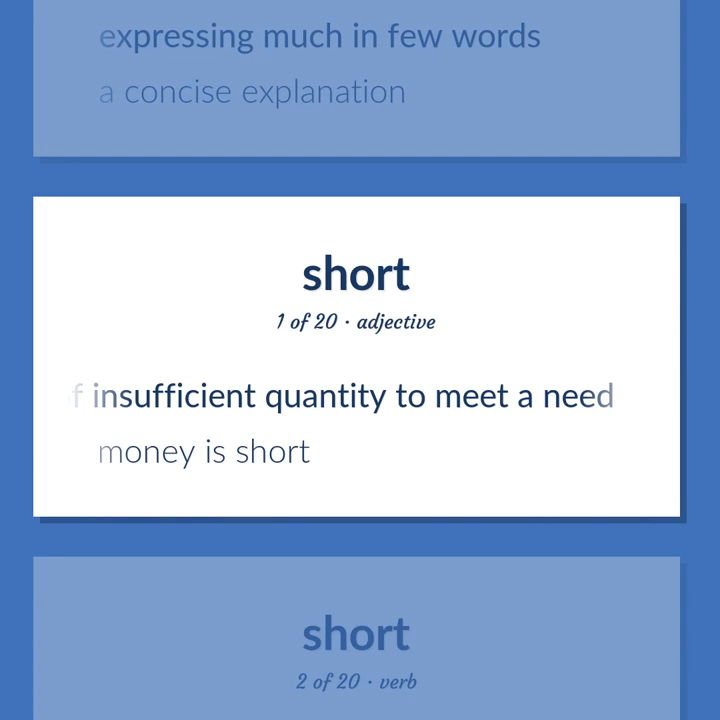 expressing much in few words
a concise explanation
short
1 of 20 · adjective
of insufficient quantity to meet a need
money is short
short
2 of 20 · verb